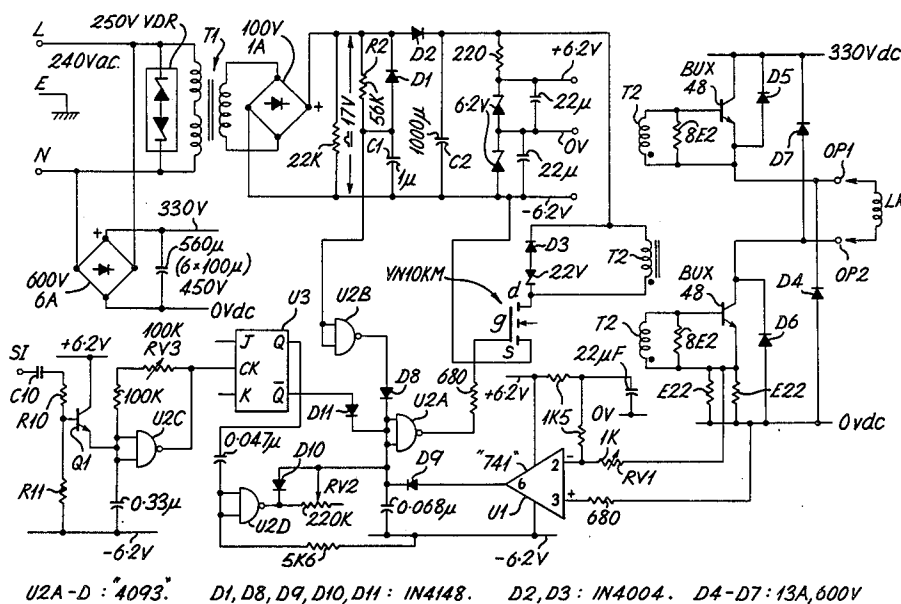 250V VDR
L
240Vac.
T1
100V
1A
+
17V
R2
56K
D1
D2
1000µ
C2
220
+6.2V
6.2V
22µ
0V
22µ
-6.2V
22K
C1
1µ
E
N
330Vdc
BUX
48
D5
T2
8E2
D7
OP1
LA
OP2
D3
22V
T2
VN10KM
d
g
s
BUX
48
T2
8E2
D4
D6
E22
E22
0vdc
600V
6A
+
330V
560µ
(6×100µ)
450V
0Vdc
SI
C10
+6.2V
R10
Q1
R11
100K
RV3
100K
U2C
0.33µ
-6.2V
U3
J
Q
CK
K
Q̅
U2B
D8
D11
U2A
680
+6.2V
1K5
22µF
0V
1K5
1K
RV1
"741"
2
-
6
3
+
U1
680
0.047µ
D10
RV2
220K
U2D
D9
0.068µ
5K6
-6.2V
U2A-D : "4093." D1, D8, D9, D10, D11: IN4148. D2, D3 : IN4004. D4-D7: 13A, 600V